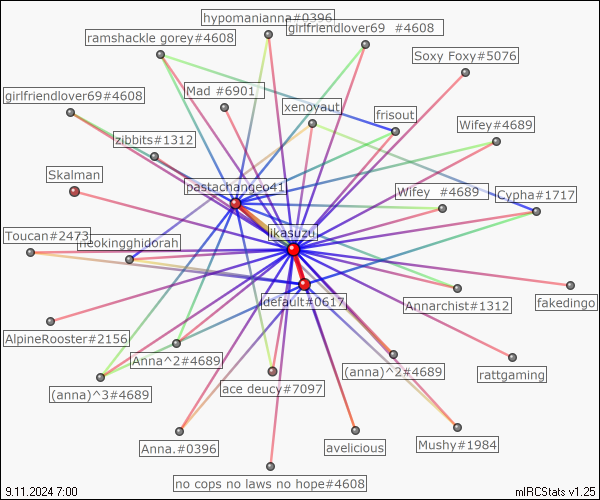 hypomanianna#0396
girlfriendlover69   #4608
ramshackle gorey#4608
Soxy Foxy#5076
Mad #6901
girlfriendlover69#4608
xenoyaut
frisout
Wifey#4689
zibbits#1312
Skalman
pastachangeo41
Wifey   #4689
Cypha#1717
Toucan#2473
neokingghidorah
ikasuzu
default#0617
Annarchist#1312
fakedingo
AlpineRooster#2156
Anna^2#4689
(anna)^2#4689
rattgaming
(anna)^3#4689
ace deucy#7097
Anna.#0396
avelicious
Mushy#1984
no cops no laws no hope#4608
9.11.2024 7:00
mIRCStats v1.25